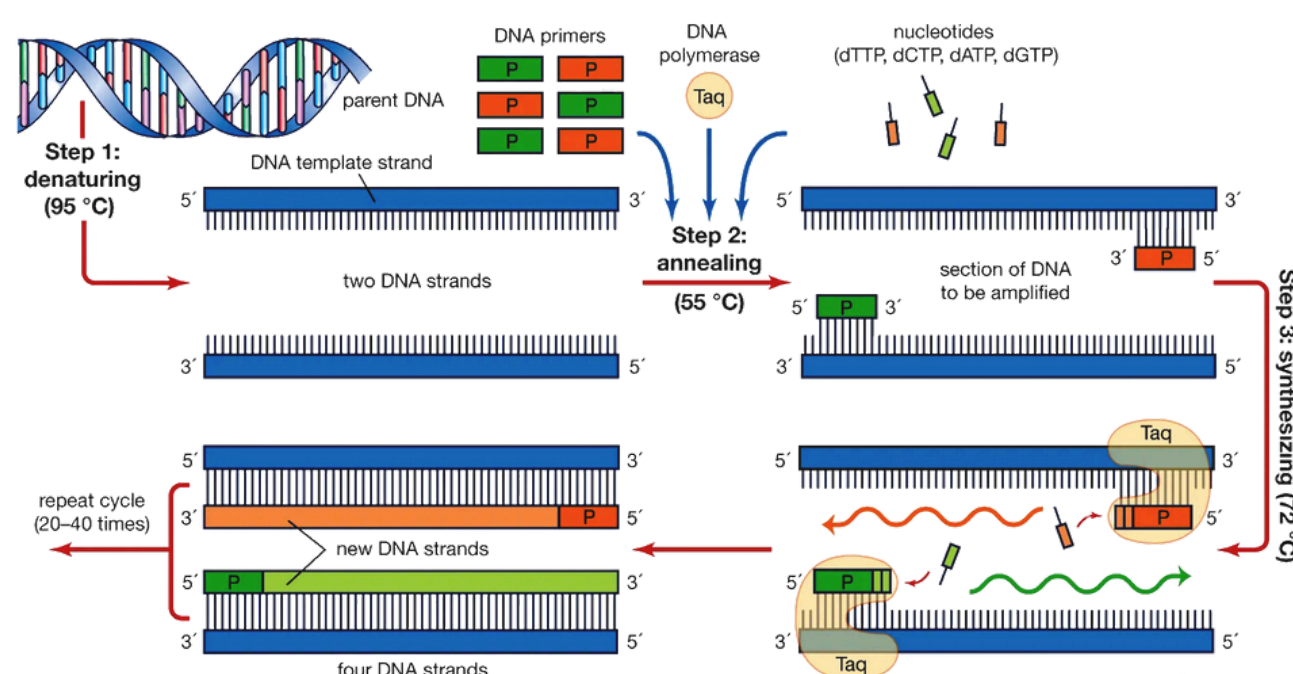 DNA primers
P
P
P
P
P
P
DNA
polymerase
Taq
nucleotides
(dTTP, dCTP, dATP, dGTP)
parent DNA
Step 1:
denaturing
(95 °C)
DNA template strand
5′
3′
two DNA strands
3′
5′
Step 2:
annealing
(55 °C)
5′
3′
3′
P
5′
section of DNA
to be amplified
5′
P
3′
3′
5′
Step 3: synthesizing (72 °C)
5′
Taq
3′
P
5′
5′
P
3′
Taq
5′
5′
3′
3′
P
5′
new DNA strands
5′
P
3′
3′
5′
four DNA strands
repeat cycle
(20–40 times)